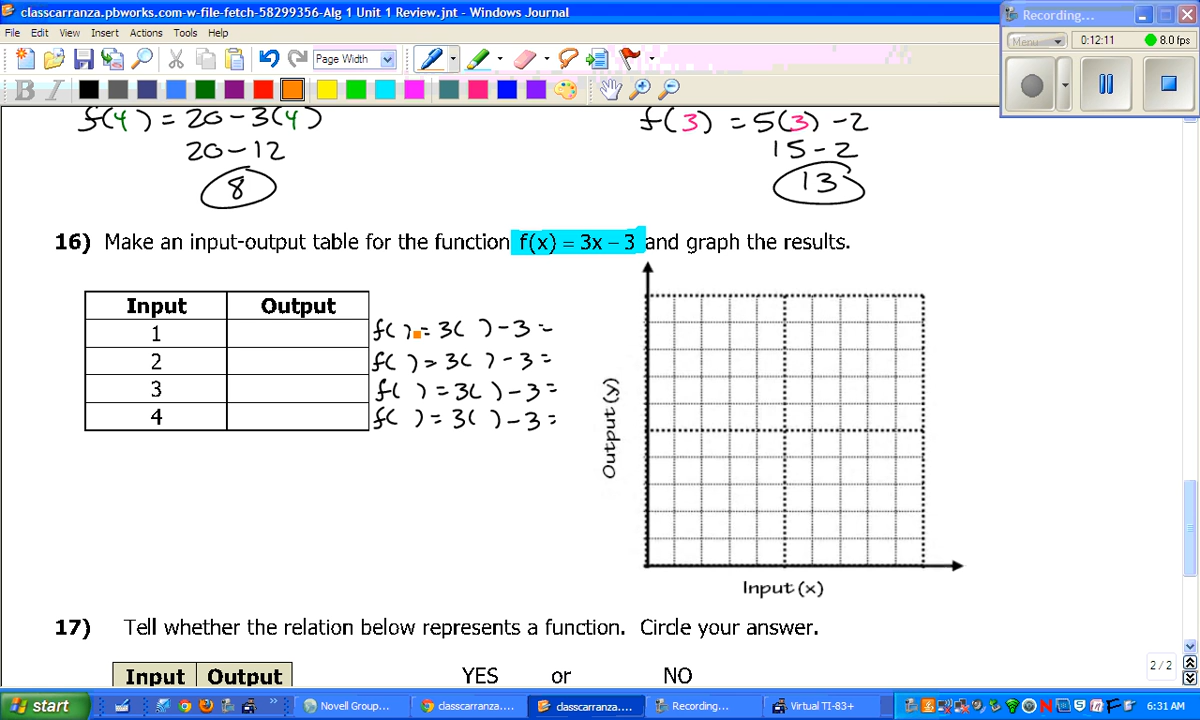 classcarranza.pbworks.com-w-file-fetch-58299356-Alg 1 Unit 1 Review.jnt - Windows Journal
Recording...
File Edit View Insert Actions Tools Help
Menu 0:12:11 8.0 fps
Page Width
B I
f(4) = 20 - 3(4)
20 - 12
8
f(3) = 5(3) - 2
15 - 2
13
16) Make an input-output table for the function f(x) = 3x – 3 and graph the results.
Input Output
1 f( ) = 3( ) - 3 =
2 f( ) = 3( ) - 3 =
3 f( ) = 3( ) - 3 =
4 f( ) = 3( ) - 3 =
Output (y)
Input (x)
17) Tell whether the relation below represents a function. Circle your answer.
Input Output YES or NO
2 / 2
start Novell Group... classcarranza.... classcarranza.... Recording... Virtual TI-83+ 6:31 AM